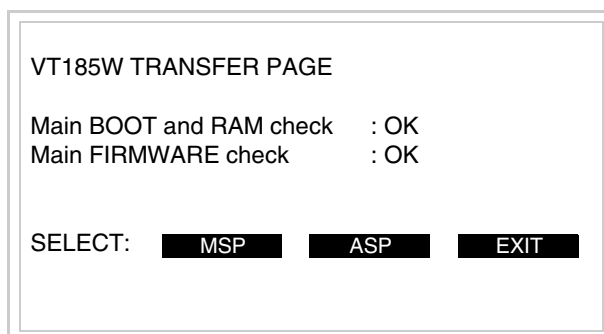 VT185W TRANSFER PAGE
Main BOOT and RAM check : OK
Main FIRMWARE check : OK
SELECT: MSP ASP EXIT